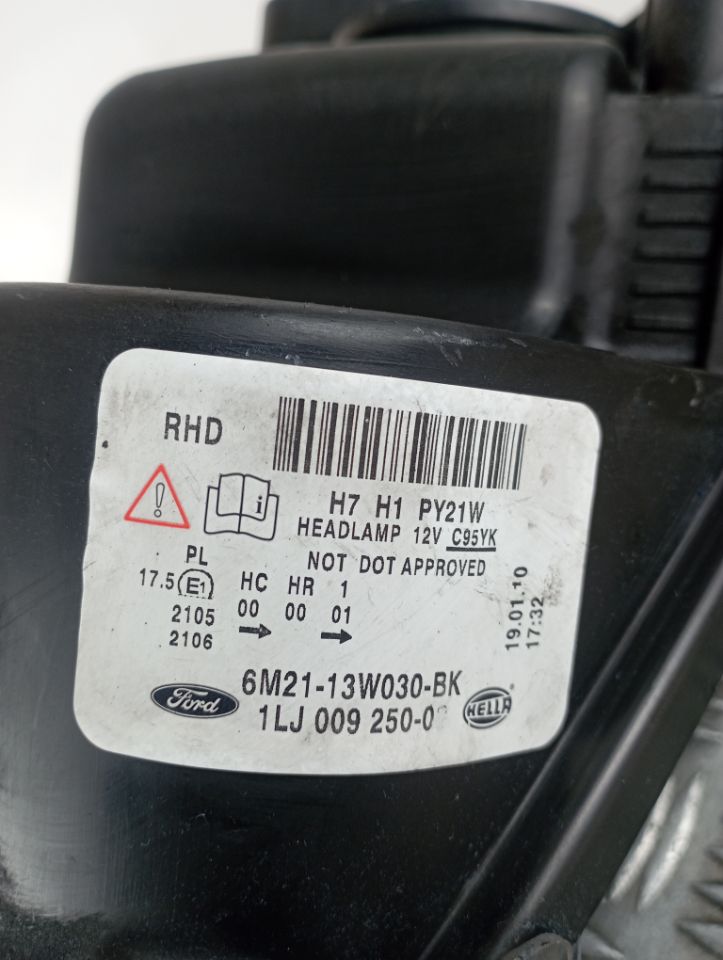 RHD
H7 H1 PY21W
HEADLAMP 12V C95YK
NOT DOT APPROVED
PL
17.5 E1 HC HR 1
2105 00 00 01
2106 → →
19.01.10
17:32
6M21-13W030-BK
Ford 1LJ 009 250-0 HELLA